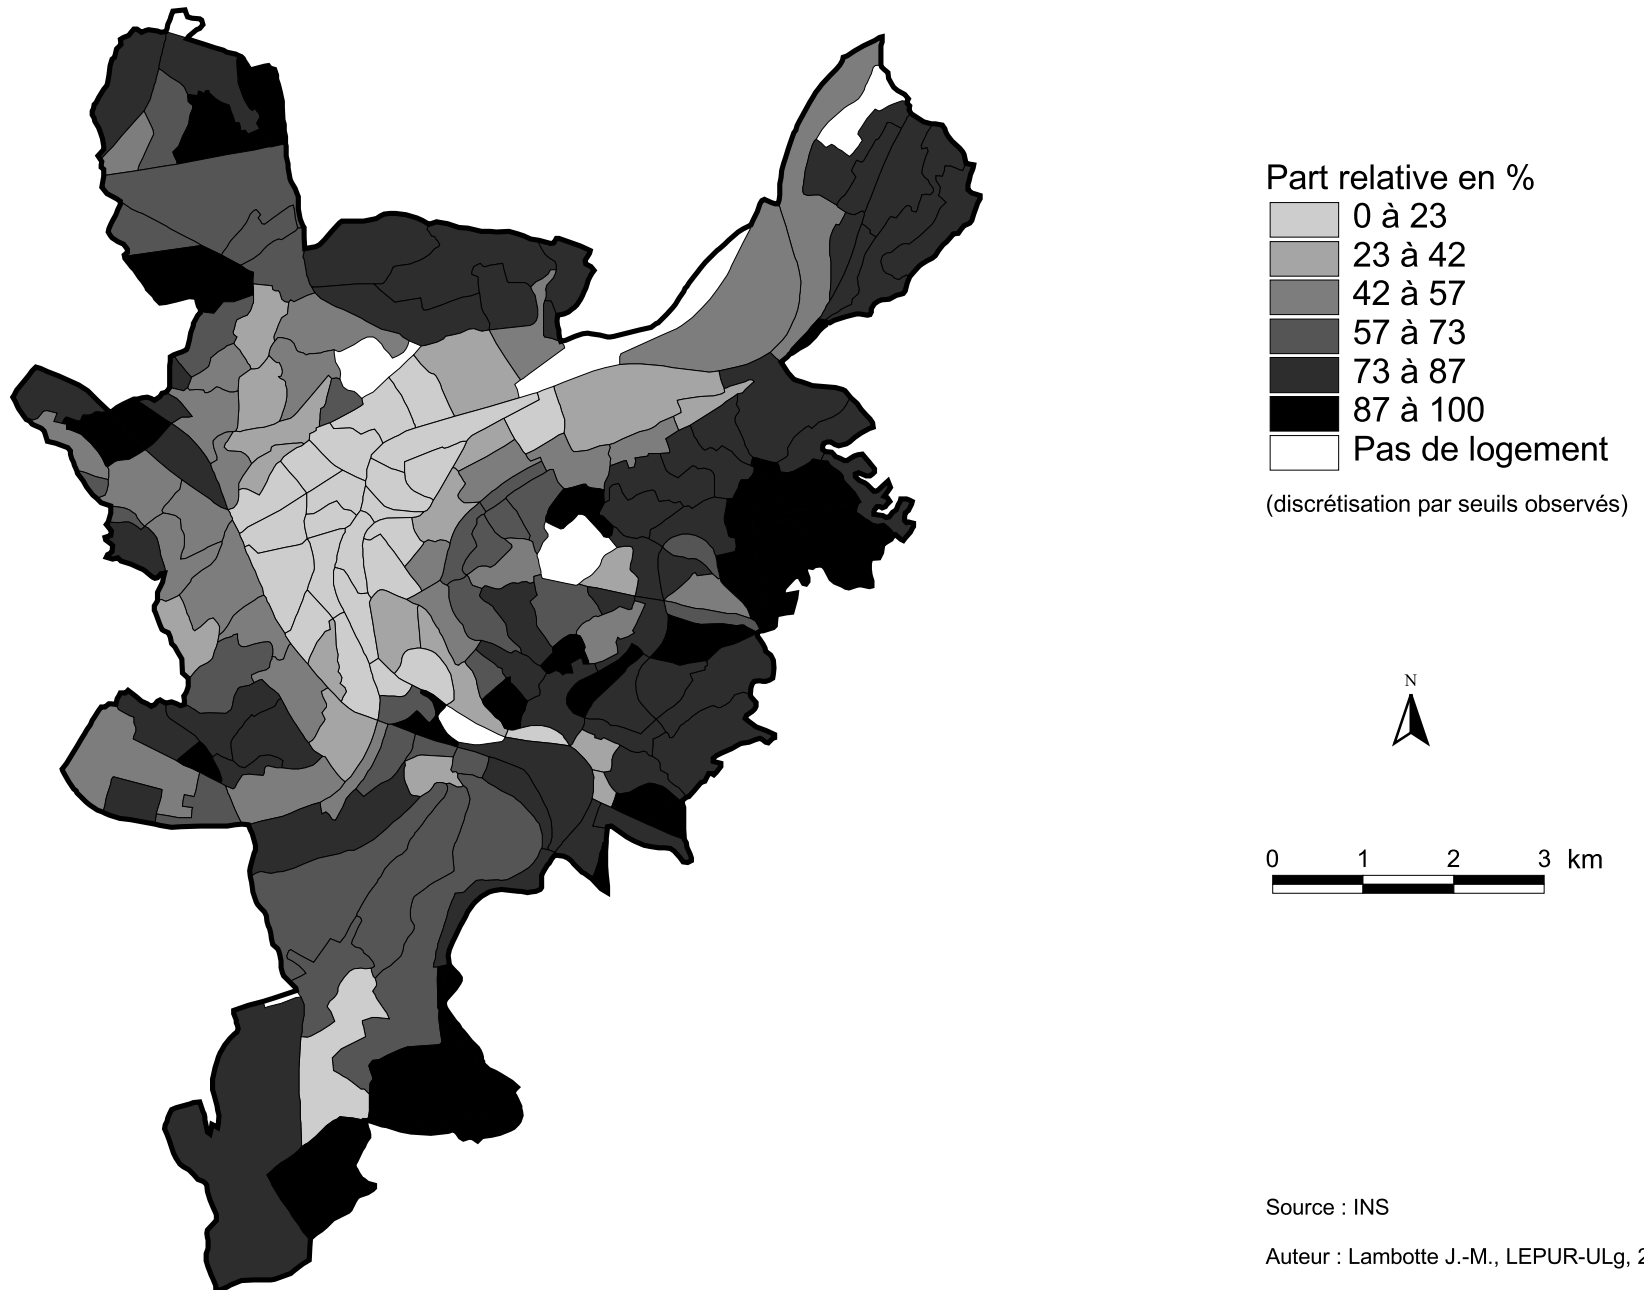 Part relative en %
0 à 23
23 à 42
42 à 57
57 à 73
73 à 87
87 à 100
Pas de logement
(discrétisation par seuils observés)
N
0 1 2 3 km
Source : INS
Auteur : Lambotte J.-M., LEPUR-ULg,